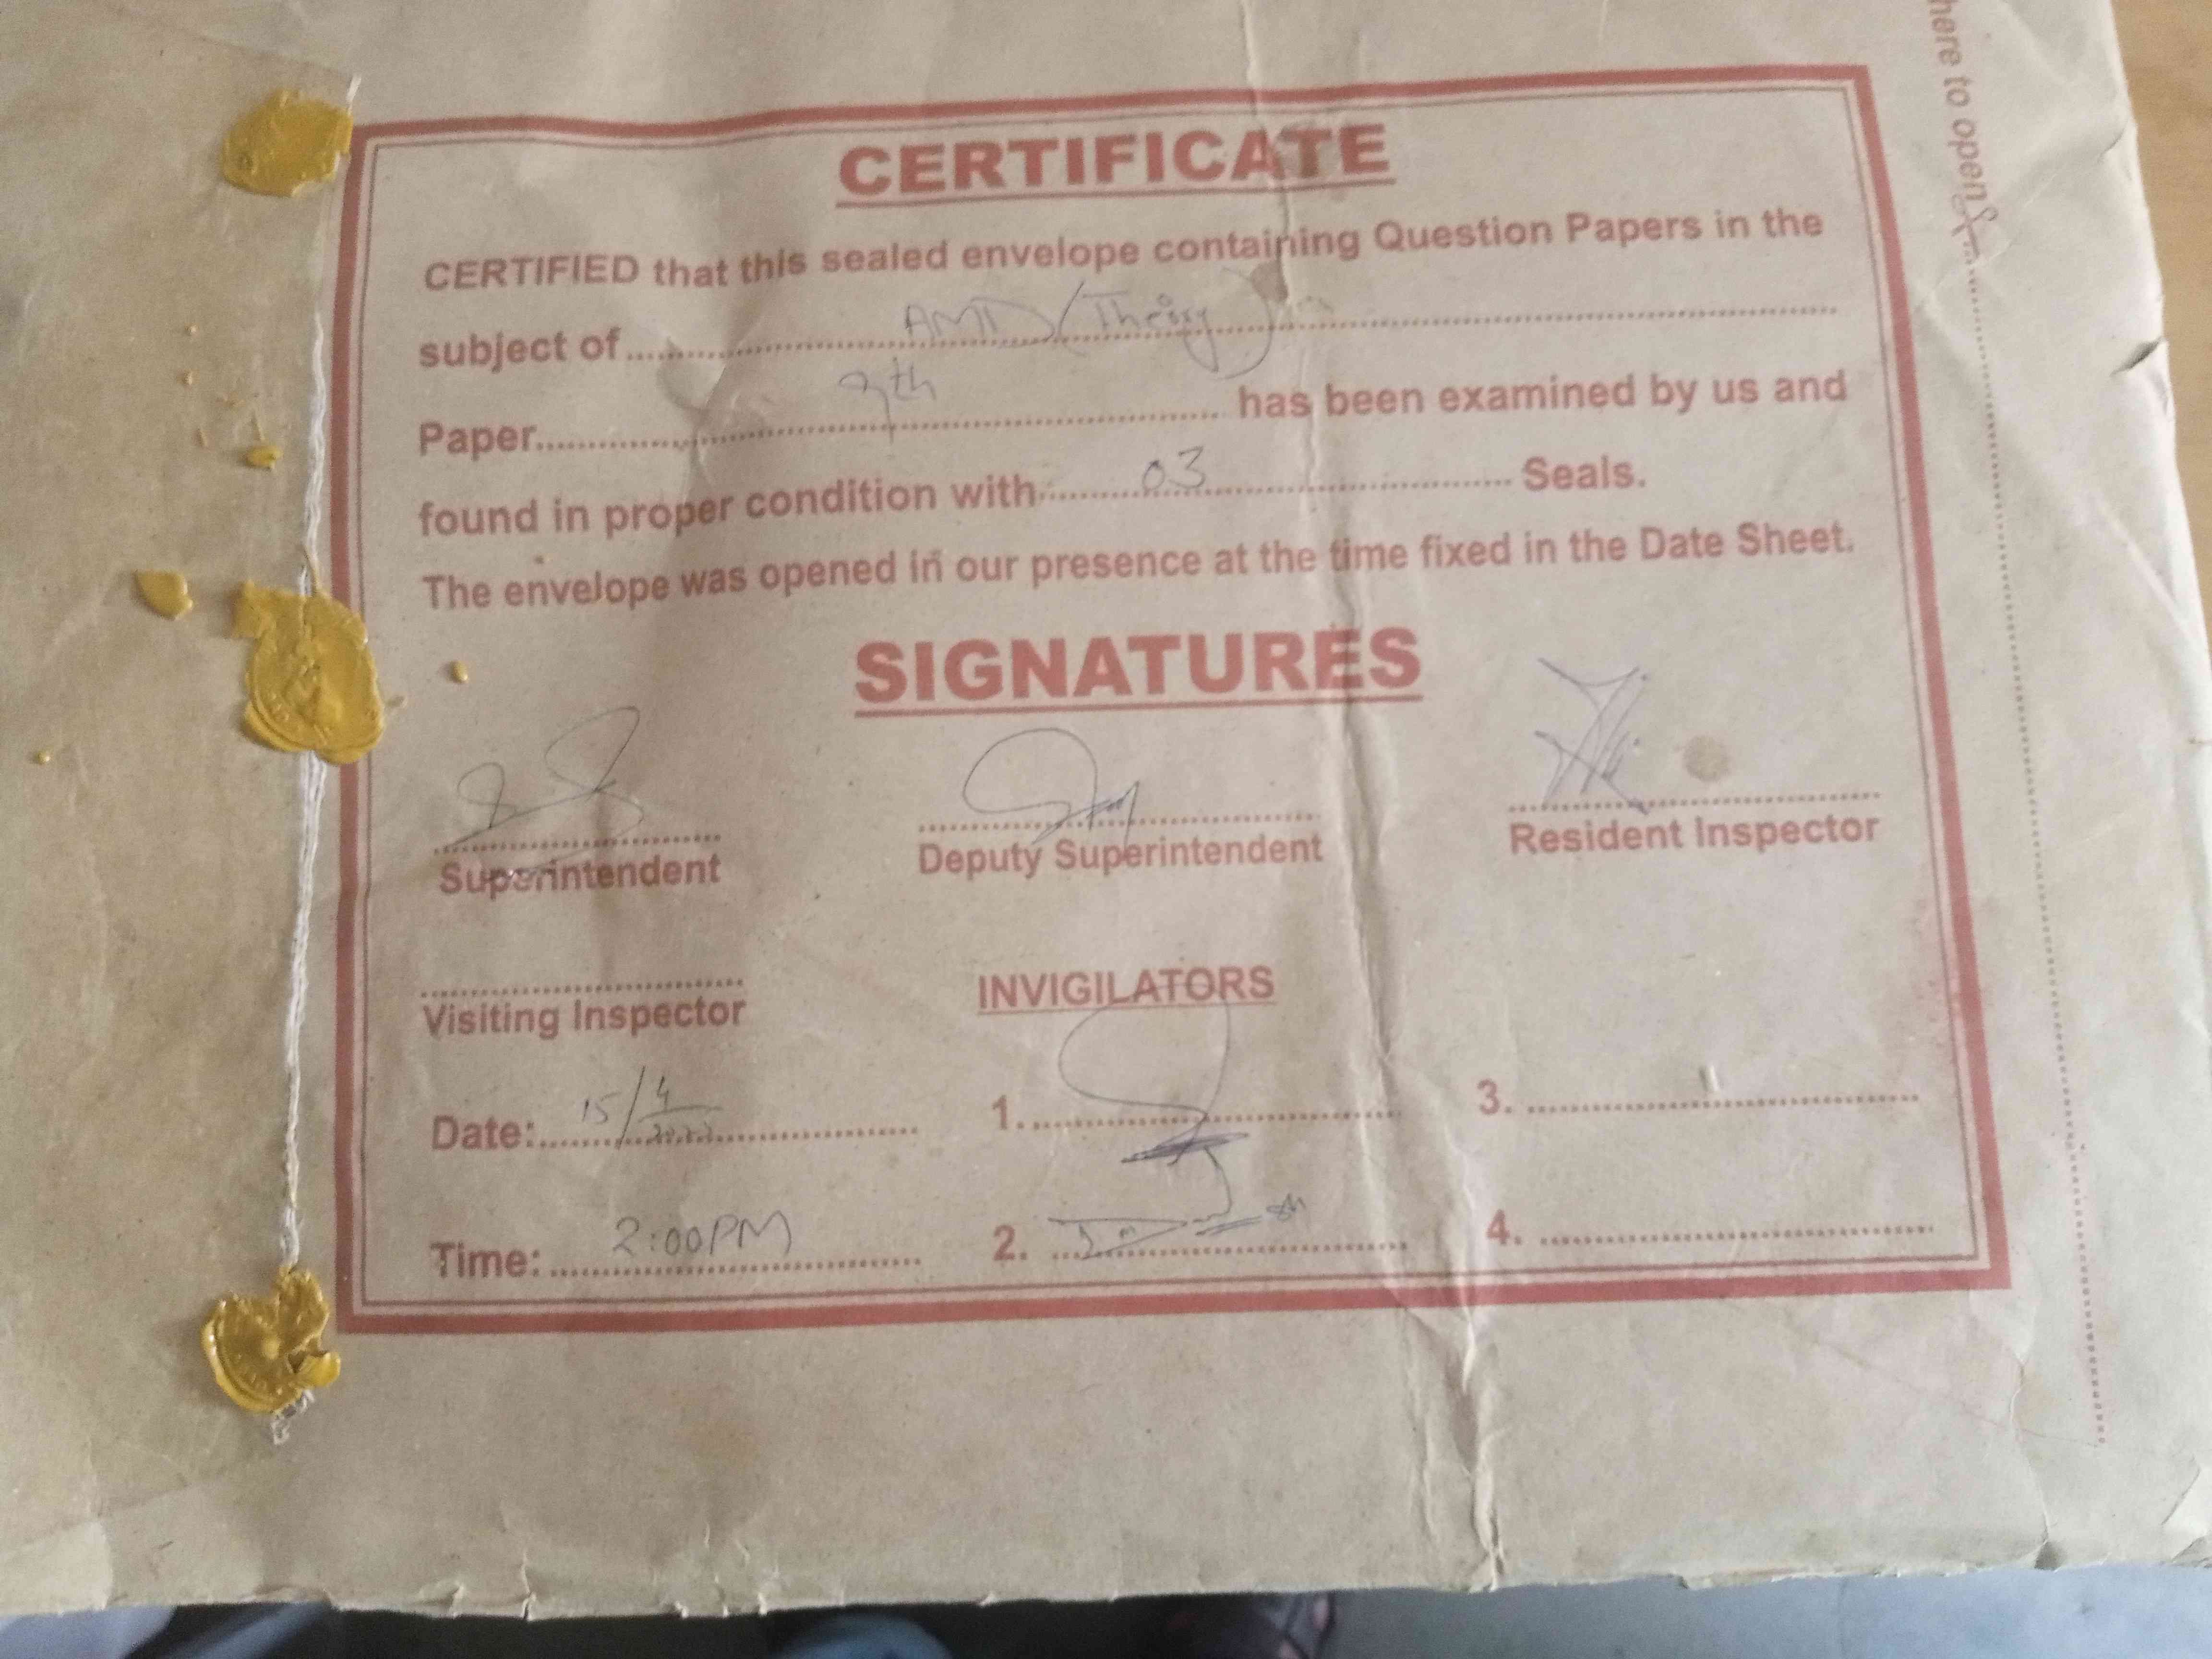 here to open
CERTIFICATE
CERTIFIED that this sealed envelope containing Question Papers in the
subject of AMD (Theory)
Paper 9th has been examined by us and
found in proper condition with 03 Seals.
The envelope was opened in our presence at the time fixed in the Date Sheet.
SIGNATURES
Superintendent Deputy Superintendent Resident Inspector
Visiting Inspector INVIGILATORS
Date: 15/4 1. 3.
Time: 2:00PM 2. 4.